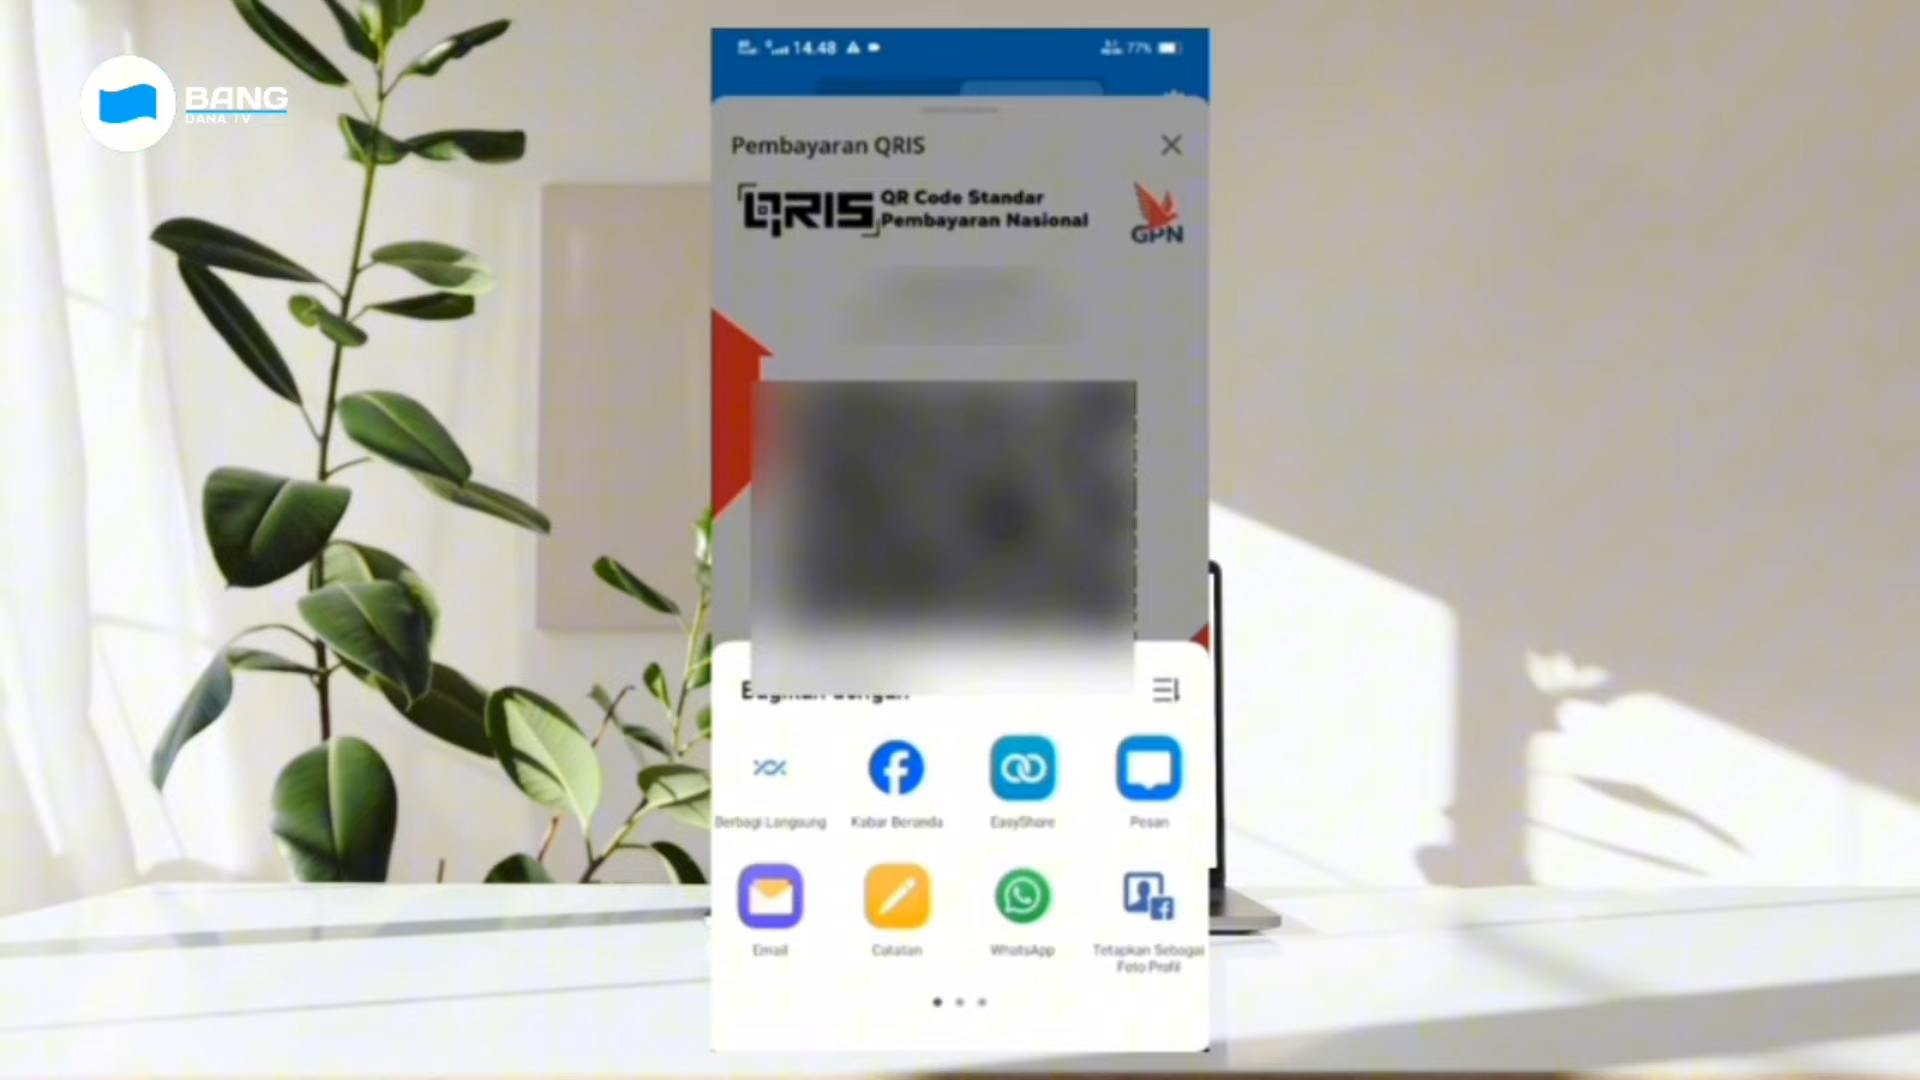 BANG
DANA TV
14.48
77%
Pembayaran QRIS
QRIS QR Code Standar
Pembayaran Nasional
GPN
Berbagi Langsung
Kabar Beranda
EasyShare
Pesan
Email
Catatan
WhatsApp
Tetapkan Sebagai
Foto Profil